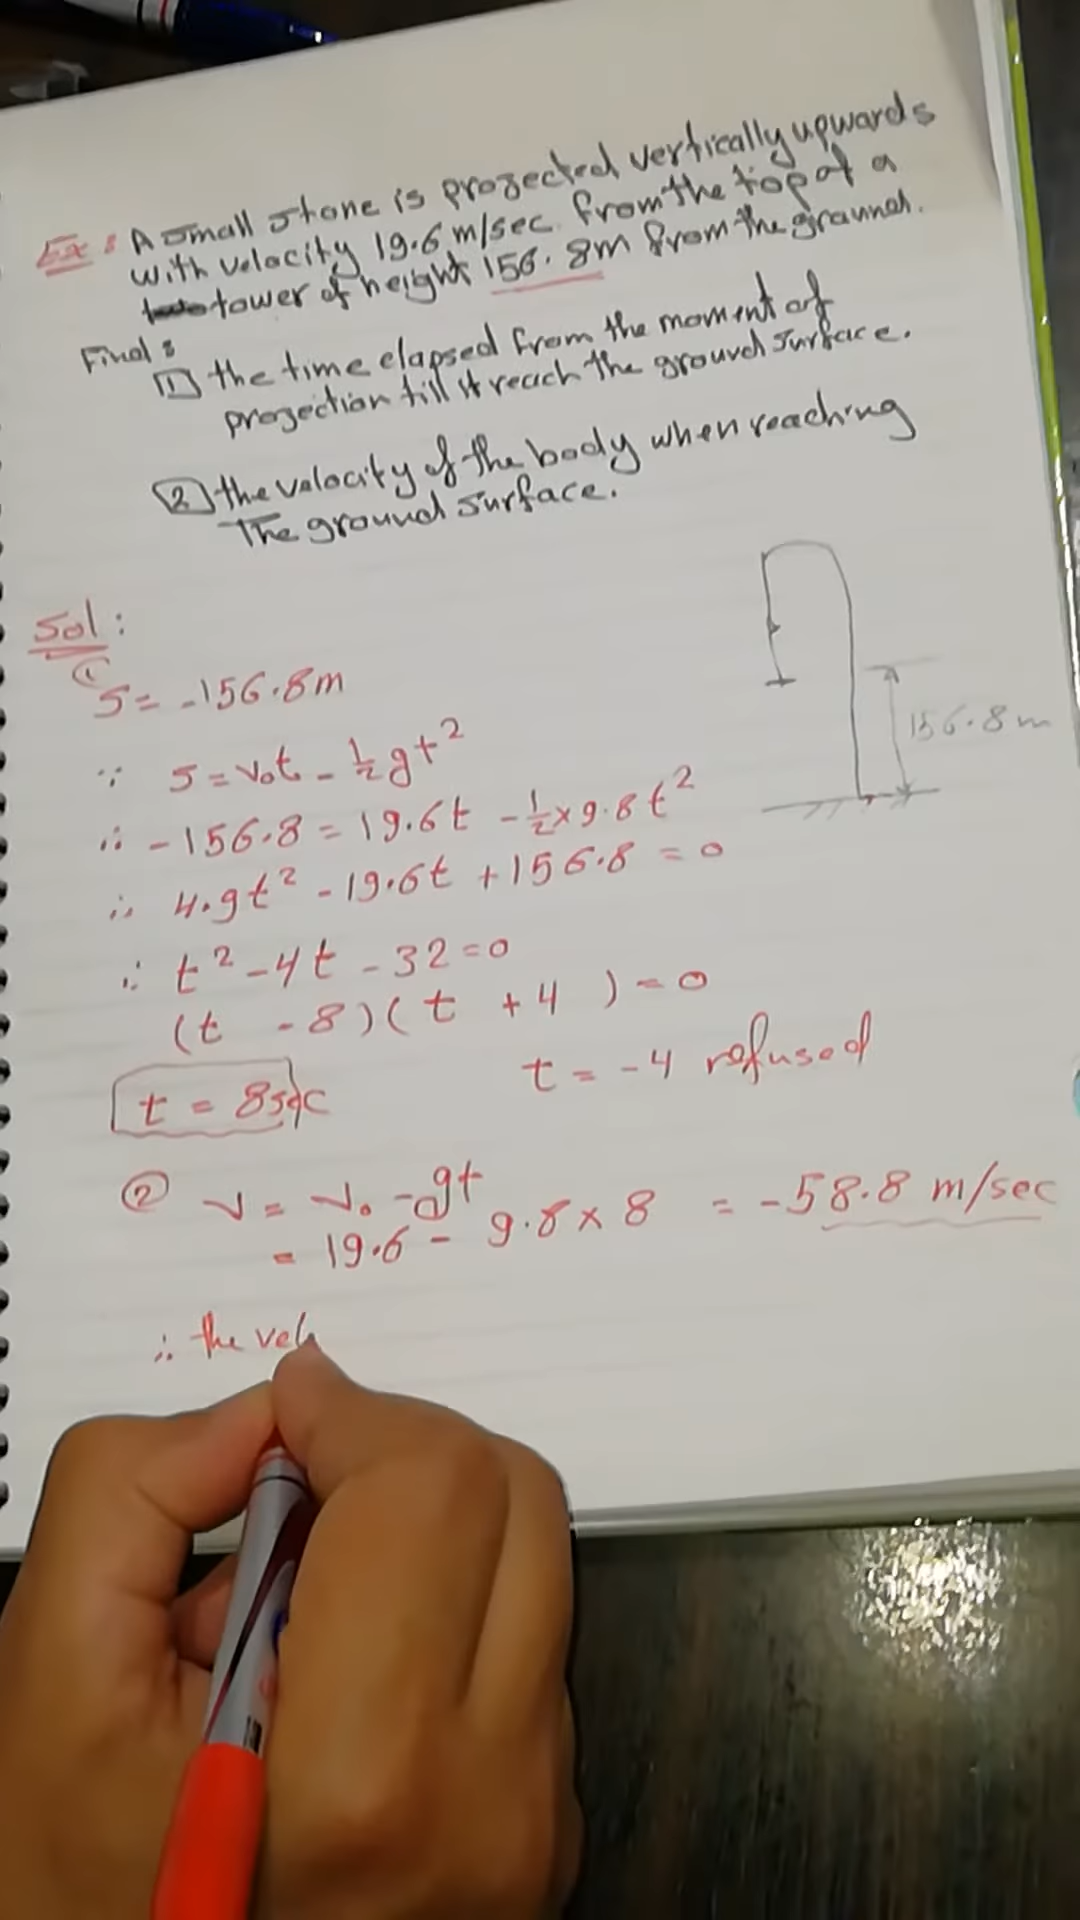 Ex: A small stone is projected vertically upwards
with velocity 19.6 m/sec. from the top of a
tower of height 156.8m from the ground.
Find:
(1) the time elapsed from the moment of
projection till it reach the ground surface.
(2) the velocity of the body when reaching
The ground surface.
Sol:
(1
S = -156.8m
156.8m
∵ S = V₀t - ½gt²
∴ -156.8 = 19.6t - ½×9.8t²
∴ 4.9t² - 19.6t + 156.8 = 0
∴ t² - 4t - 32 = 0
(t - 8)(t + 4) = 0
t = 8sec t = -4 refused
(2) V = V₀ - gt
= 19.6 - 9.8 × 8 = -58.8 m/sec
∴ the vel